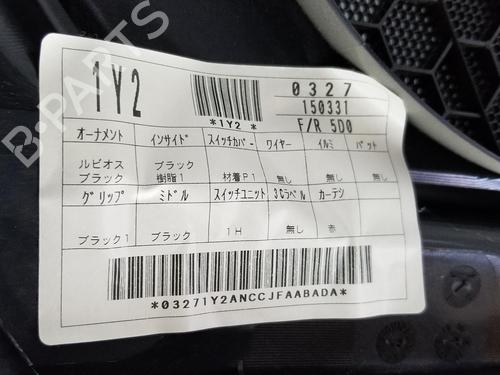 1Y2
*1Y2 *
0327
150331
F/R 5D0
オーナメント インサイド スイッチカバー ワイヤー イルミ パット
ルビオス ブラック
ブラック 樹脂1 材着P1 無し 無し 無し
グリップ ミドル スイッチユニット 3Cラベル カーテシ
ブラック1 ブラック 1H 無し 赤
*03271Y2ANCCJFAABADA*
B-PARTS